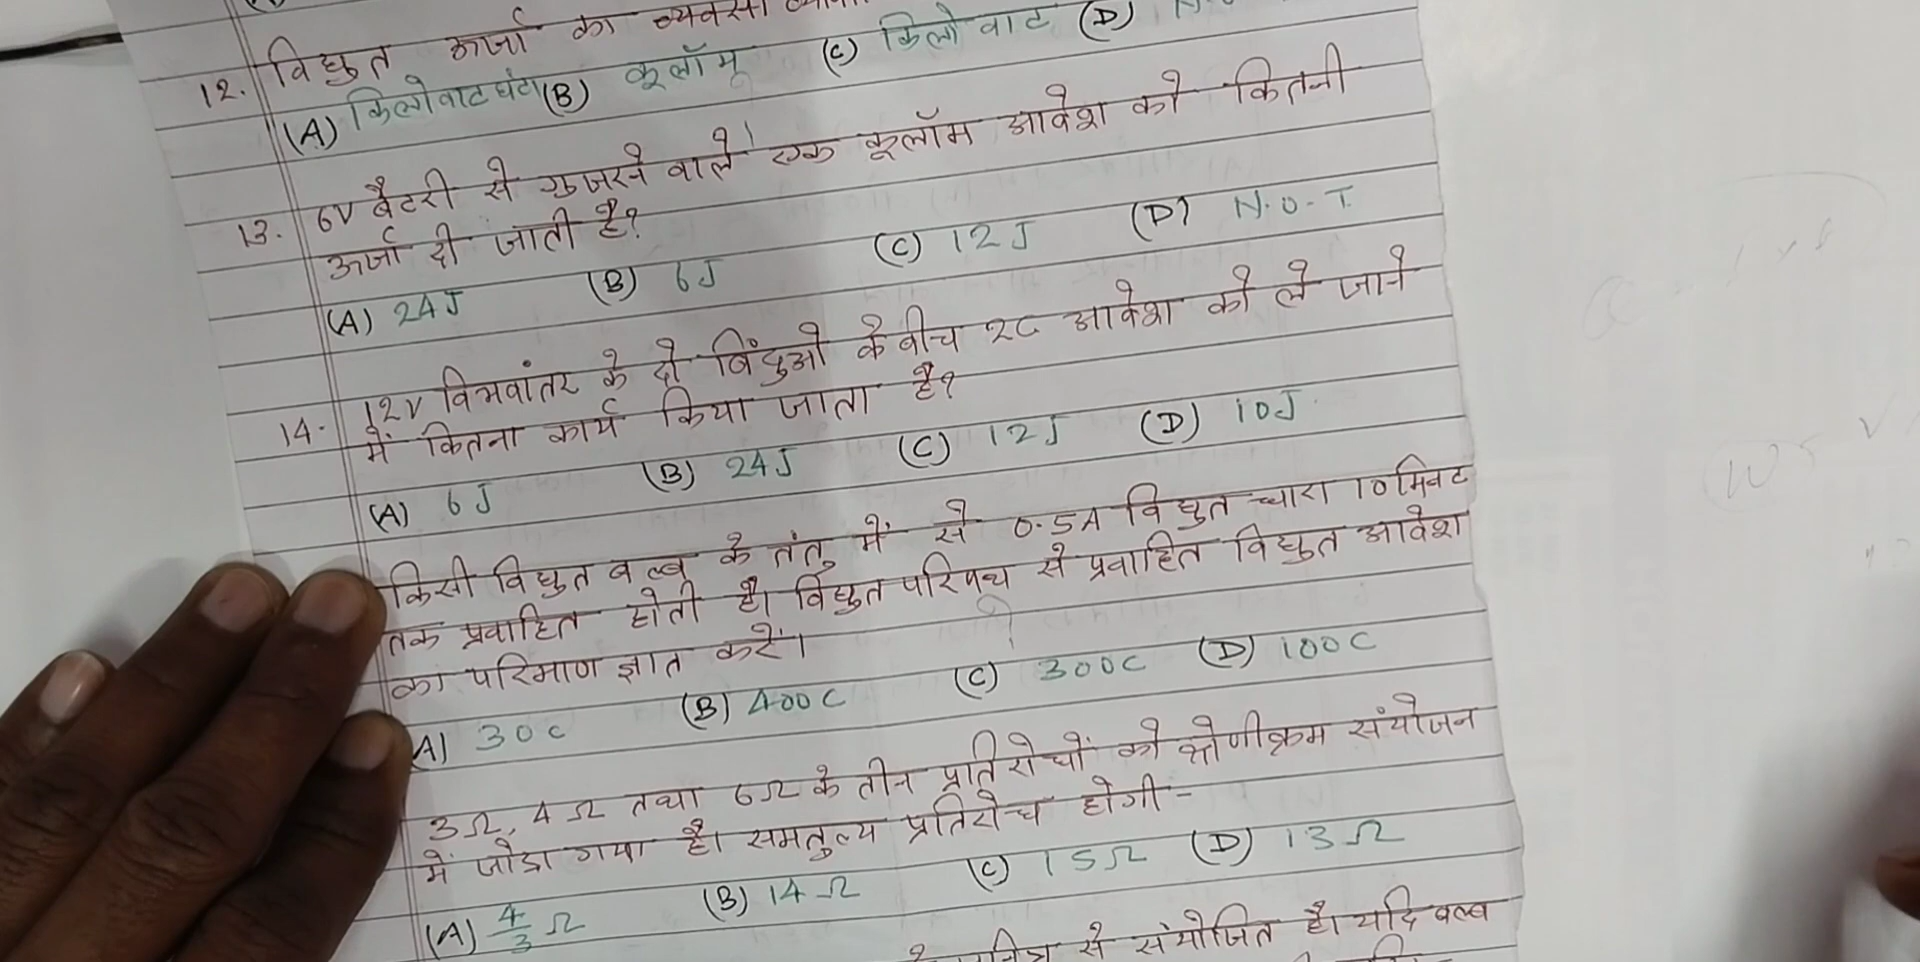 12. विद्युत ऊर्जा का
(A) किलोवाट घंटा (B) कूलॉम् (C) किलोवाट (D)
13. 6V बैटरी से गुजरने वाले एक कूलॉम आवेश को कितनी
ऊर्जा दी जाती है?
(A) 24J (B) 6J (C) 12J (D) N.O.T.
14. 12V विभवांतर के दो बिंदुओ के बीच 2C आवेश को ले जाने
में कितना कार्य किया जाता है?
(A) 6J (B) 24J (C) 12J (D) 10J
किसी विद्युत बल्ब के तंतु में से 0.5A विद्युत धारा 10 मिनट
तक प्रवाहित होती है। विद्युत परिपथ से प्रवाहित विद्युत आवेश
का परिमाण ज्ञात करें।
A) 30C (B) 400C (C) 300C (D) 100C
3Ω, 4Ω तथा 6Ω के तीन प्रतिरोधों को श्रेणीक्रम संयोजन
में जोड़ा गया है। समतुल्य प्रतिरोध होगी-
(A) 4/3 Ω (B) 14Ω (C) 15Ω (D) 13Ω
से संयोजित है। यदि बल्ब